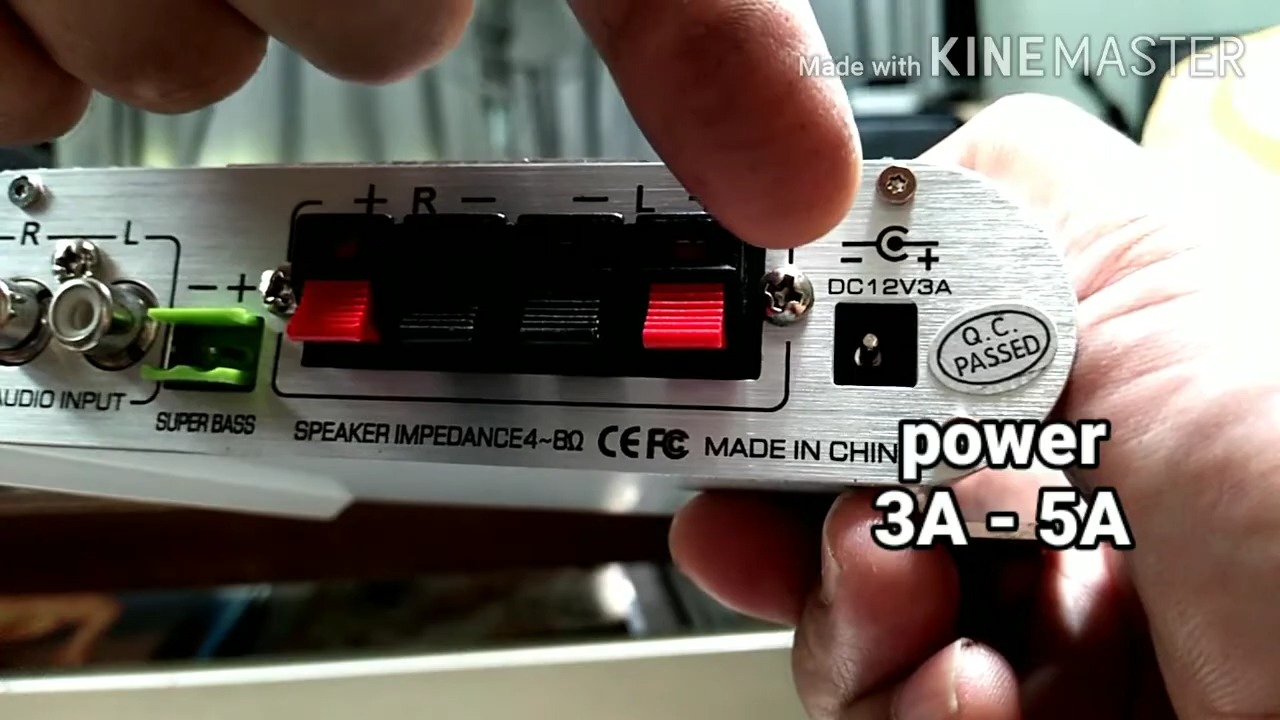 Made with KINEMASTER
+ R − − L
R L
− +
− +
DC12V3A
Q.C.
PASSED
AUDIO INPUT
SUPER BASS
SPEAKER IMPEDANCE4~8Ω CE FC MADE IN CHIN
power
3A - 5A